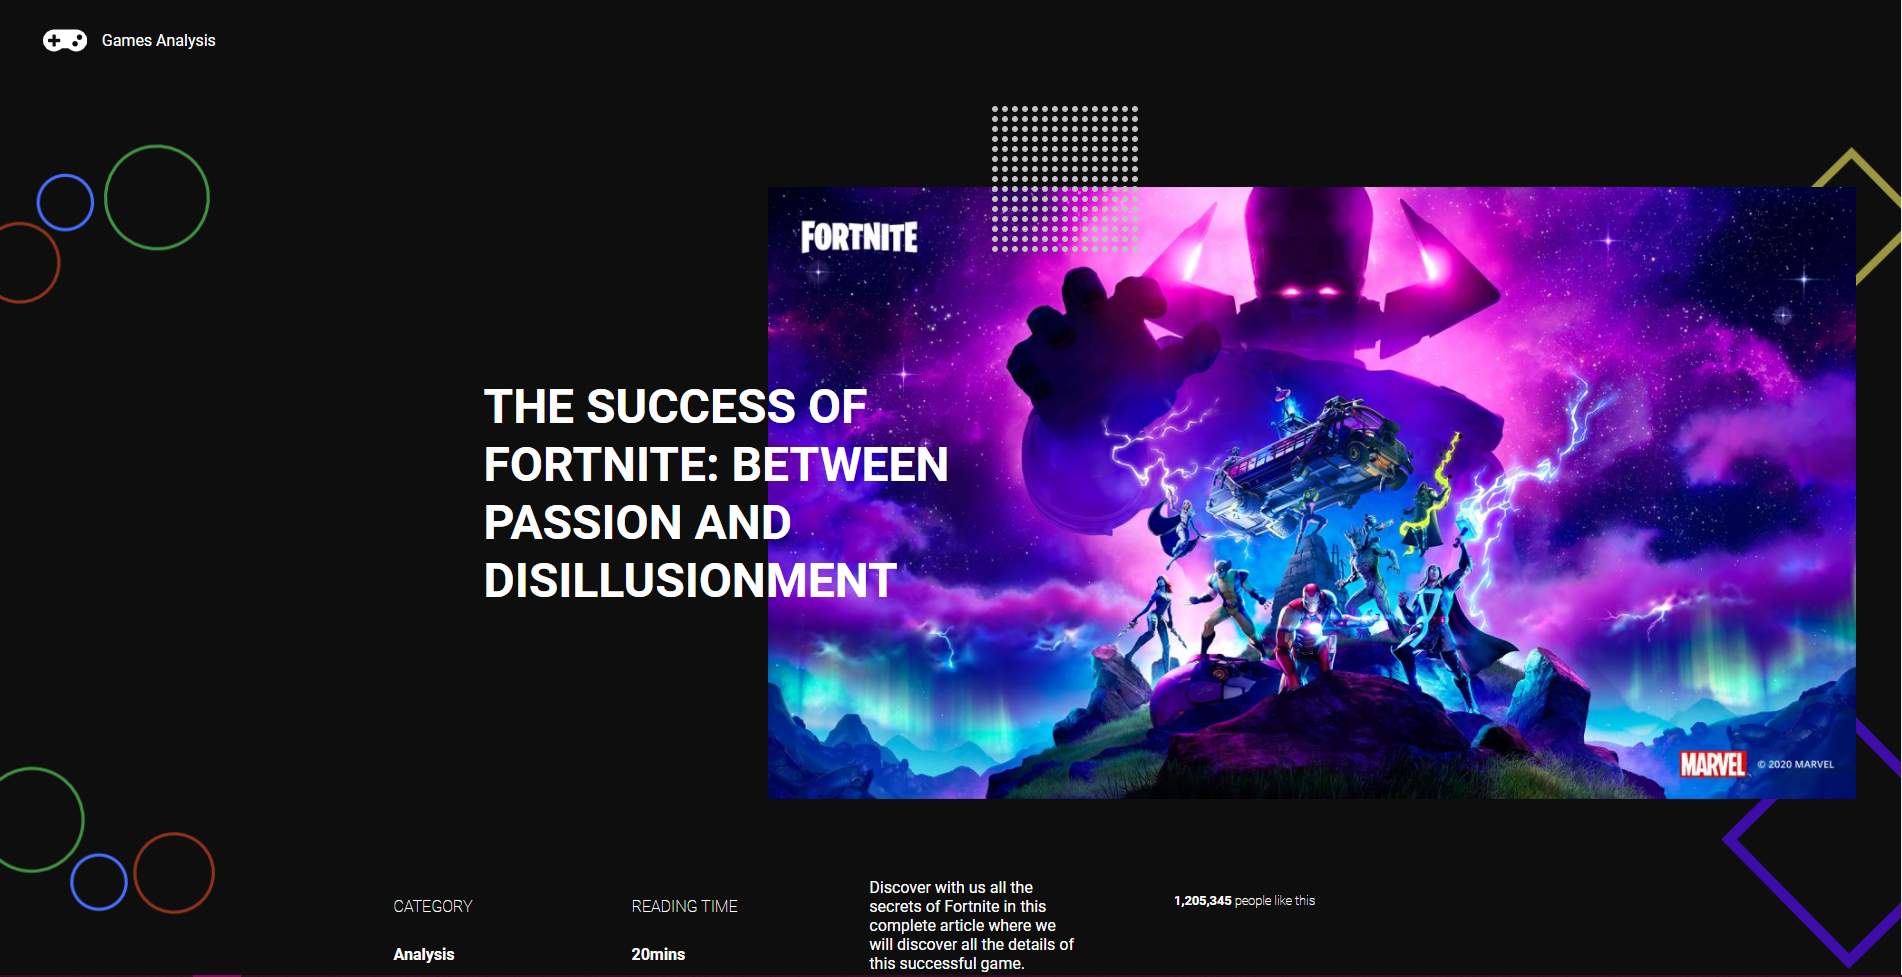 Games Analysis
FORTNITE
THE SUCCESS OF
FORTNITE: BETWEEN
PASSION AND
DISILLUSIONMENT
MARVEL © 2020 MARVEL
CATEGORY
Analysis
READING TIME
20mins
Discover with us all the
secrets of Fortnite in this
complete article where we
will discover all the details of
this successful game.
1,205,345 people like this